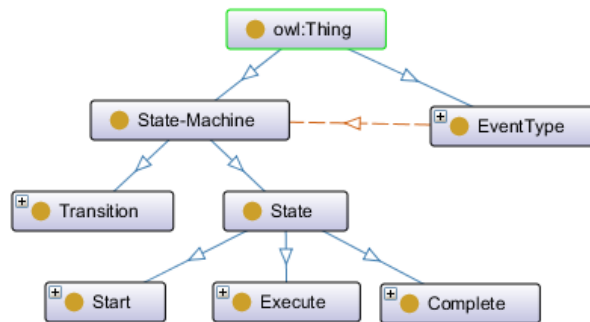 owl:Thing
State-Machine
EventType
Transition
State
Start
Execute
Complete